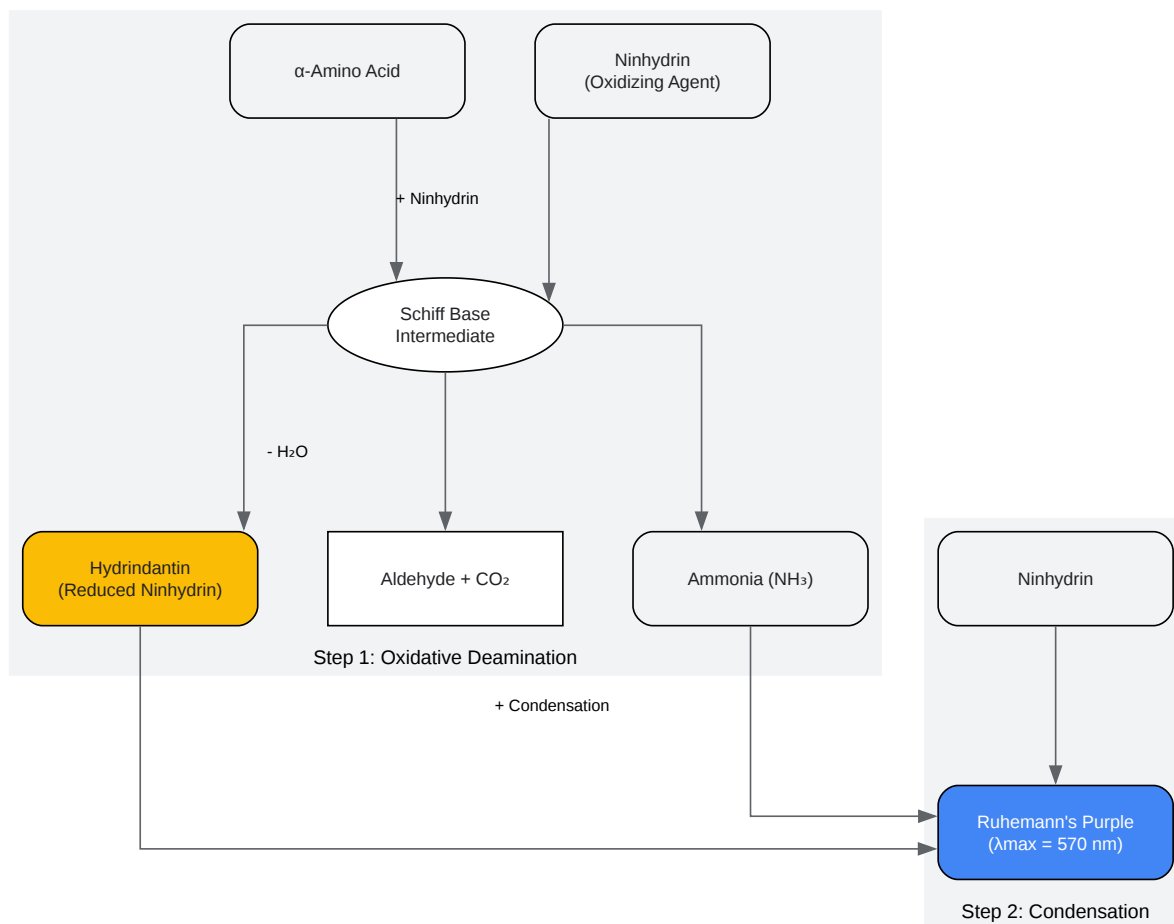 α-Amino Acid
Ninhydrin
(Oxidizing Agent)
+ Ninhydrin
Schiff Base
Intermediate
- H₂O
Hydrindantin
(Reduced Ninhydrin)
Aldehyde + CO₂
Ammonia (NH₃)
Ninhydrin
Step 1: Oxidative Deamination
+ Condensation
Ruhemann's Purple
(λmax = 570 nm)
Step 2: Condensation